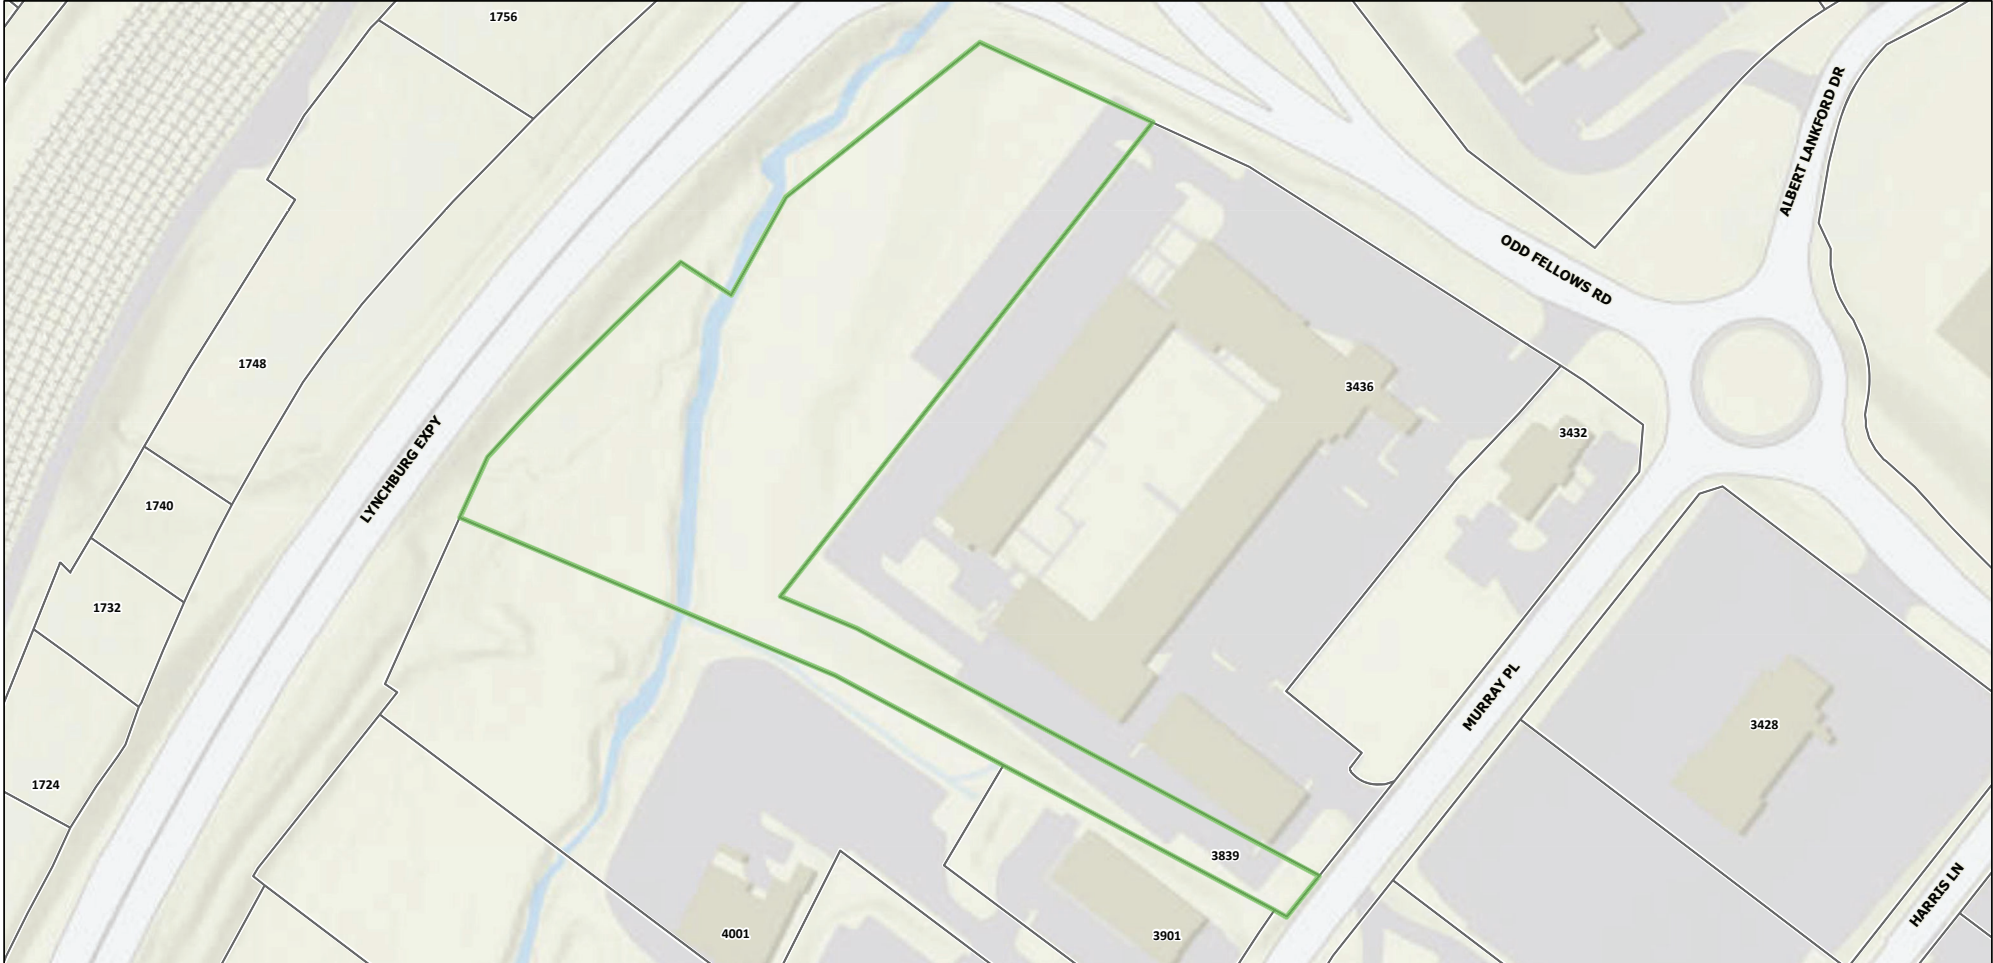 1756
ALBERT LANKFORD DR
ODD FELLOWS RD
1748
3436
3432
LYNCHBURG EXPY
1740
1732
MURRAY PL
3428
1724
3839
HARRIS LN
4001
3901